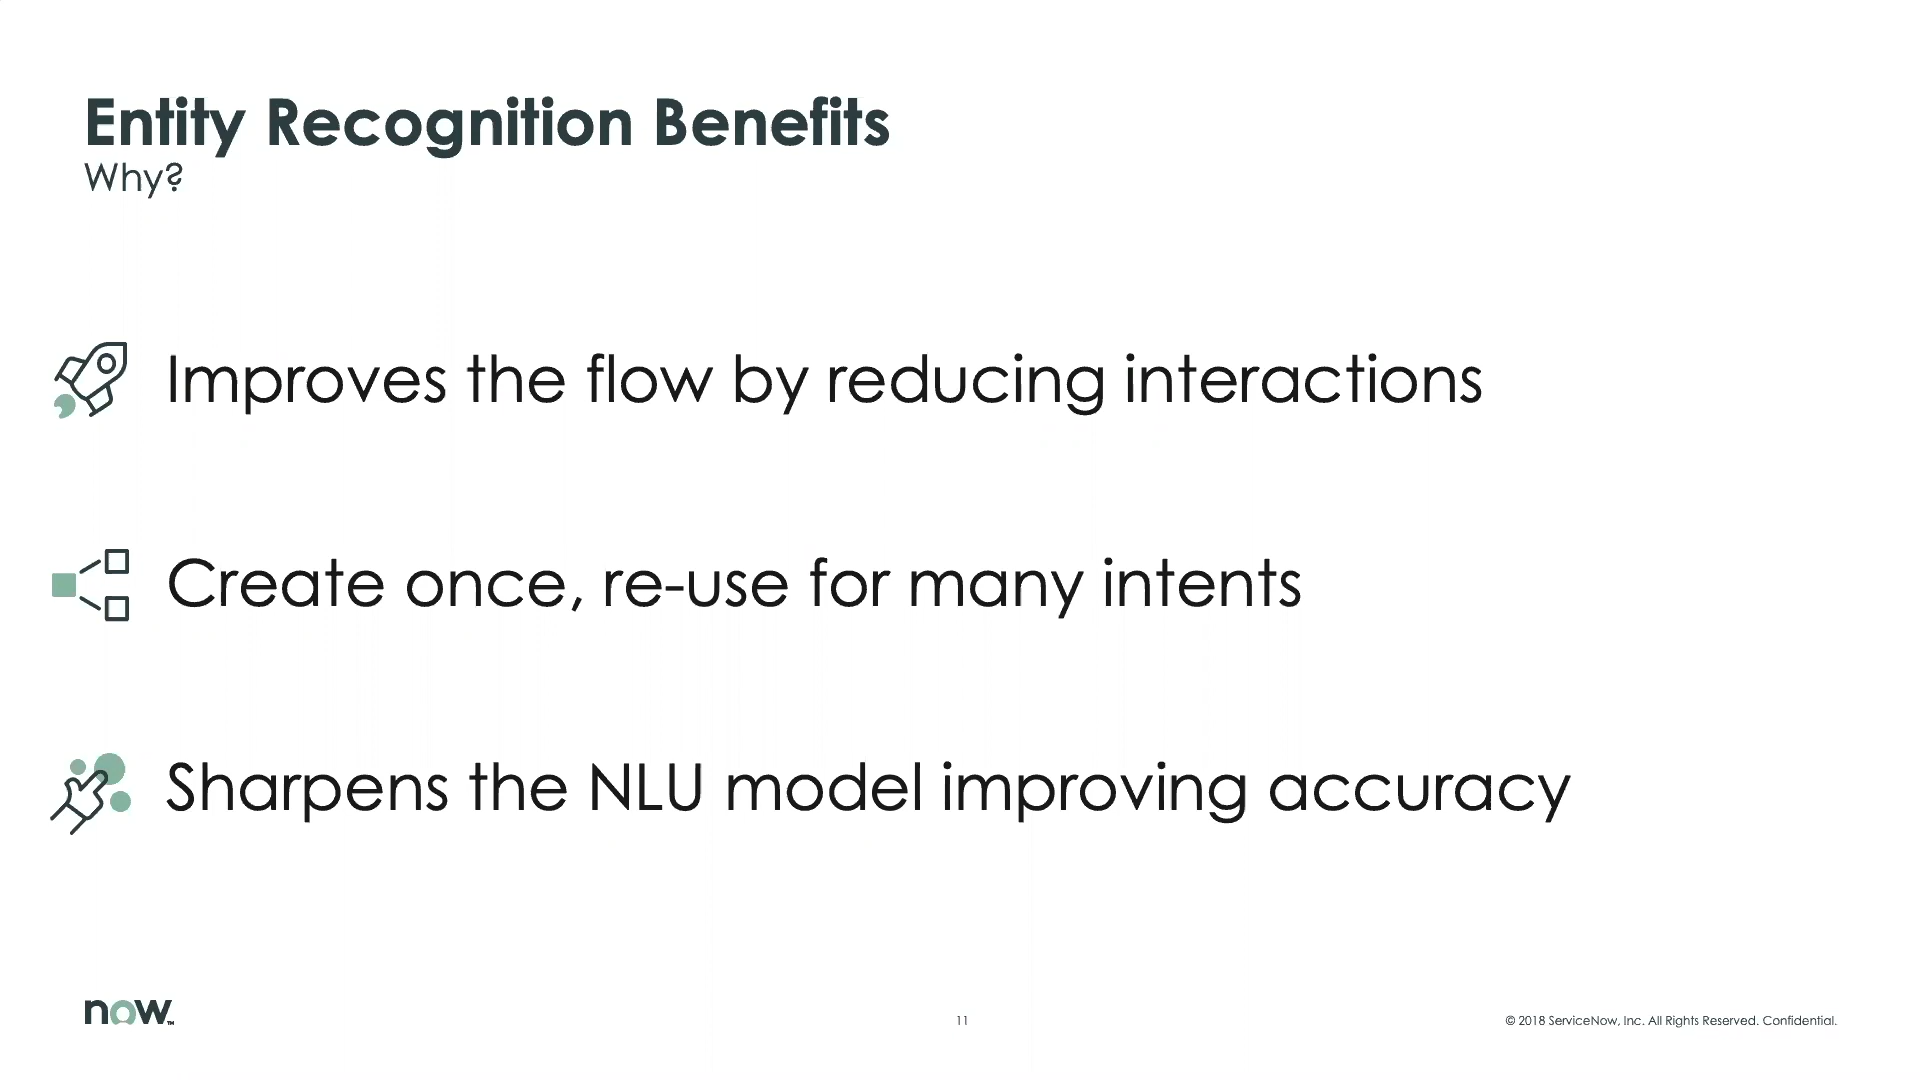 Entity Recognition Benefits
Why?
Improves the flow by reducing interactions
Create once, re-use for many intents
Sharpens the NLU model improving accuracy
now™
11
© 2018 ServiceNow, Inc. All Rights Reserved. Confidential.